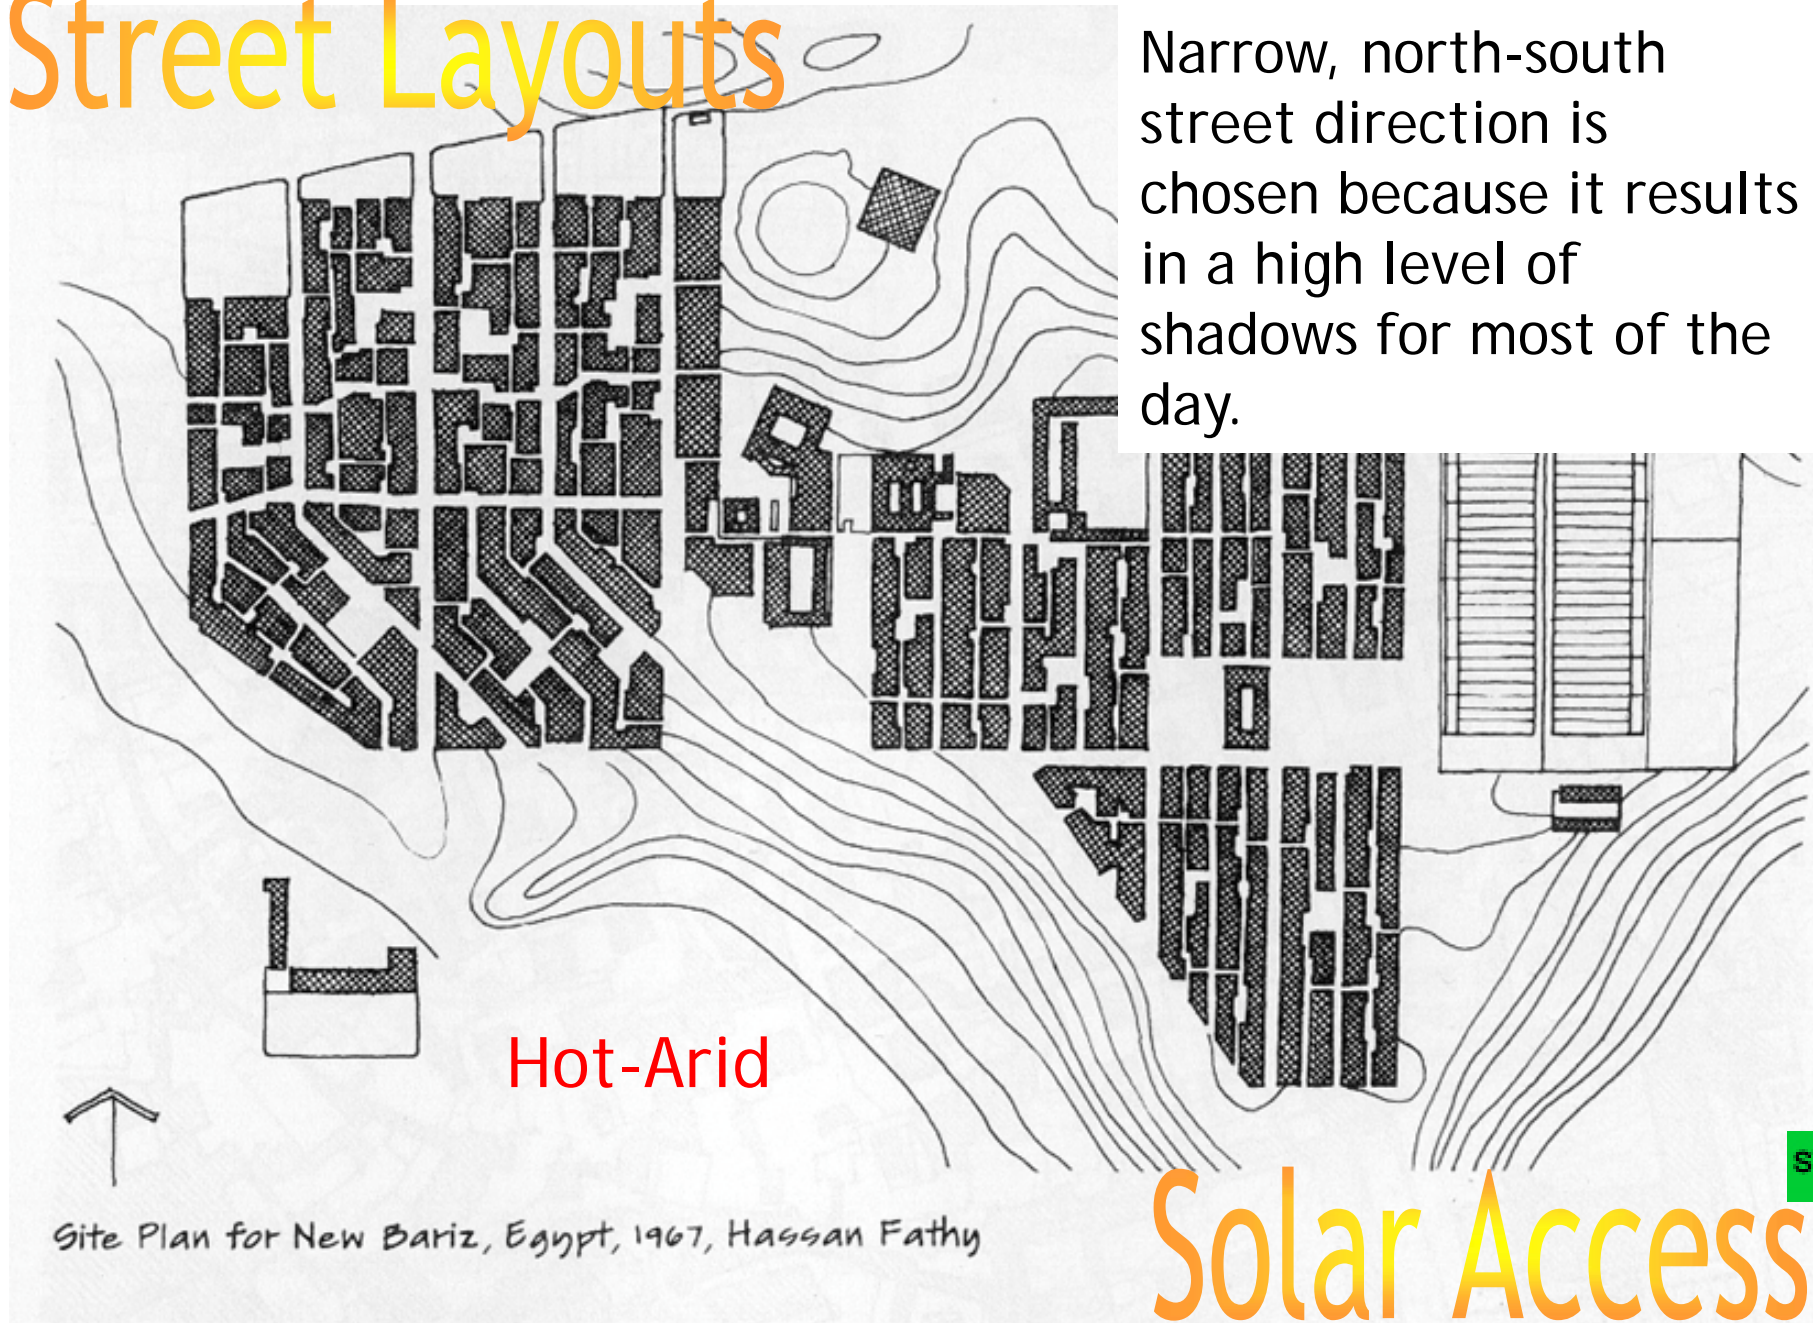 Street Layouts
Narrow, north-south
street direction is
chosen because it results
in a high level of
shadows for most of the
day.
Hot-Arid
Site Plan for New Bariz, Egypt, 1967, Hassan Fathy
s
Solar Access